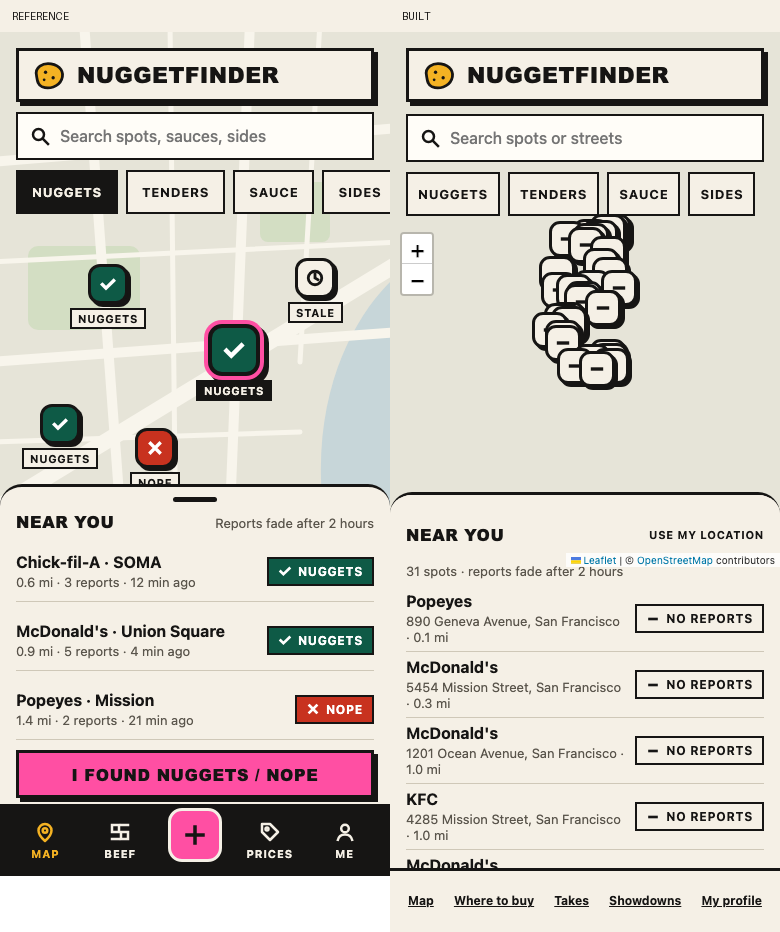 REFERENCE
NUGGETFINDER
Search spots, sauces, sides
NUGGETS TENDERS SAUCE SIDES
NUGGETS
STALE
NUGGETS
NUGGETS
NOPE
NEAR YOU
Reports fade after 2 hours
Chick-fil-A · SOMA
0.6 mi · 3 reports · 12 min ago
NUGGETS
McDonald's · Union Square
0.9 mi · 5 reports · 4 min ago
NUGGETS
Popeyes · Mission
1.4 mi · 2 reports · 21 min ago
NOPE
I FOUND NUGGETS / NOPE
MAP BEEF + PRICES ME
BUILT
NUGGETFINDER
Search spots or streets
NUGGETS TENDERS SAUCE SIDES
+
−
NEAR YOU
USE MY LOCATION
Leaflet | © OpenStreetMap contributors
31 spots · reports fade after 2 hours
Popeyes
890 Geneva Avenue, San Francisco
· 0.1 mi
NO REPORTS
McDonald's
5454 Mission Street, San Francisco
· 0.3 mi
NO REPORTS
McDonald's
1201 Ocean Avenue, San Francisco ·
1.0 mi
NO REPORTS
KFC
4285 Mission Street, San Francisco
· 1.0 mi
NO REPORTS
McDonald's
Map Where to buy Takes Showdowns My profile